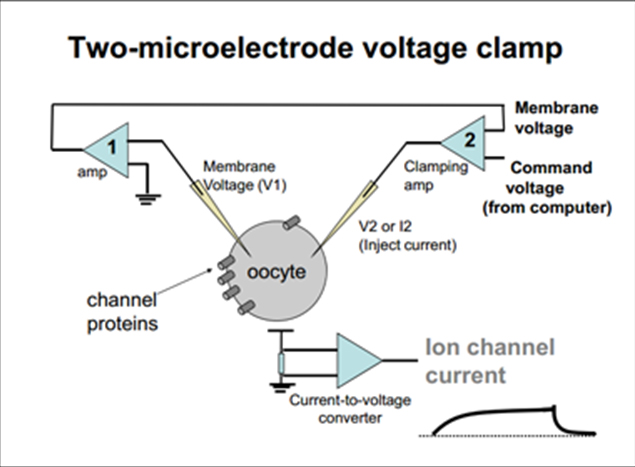 Two-microelectrode voltage clamp
1
amp
Membrane
Voltage (V1)
2
Clamping
amp
Membrane
voltage
Command
voltage
(from computer)
V2 or I2
(Inject current)
oocyte
channel
proteins
Ion channel
current
Current-to-voltage
converter